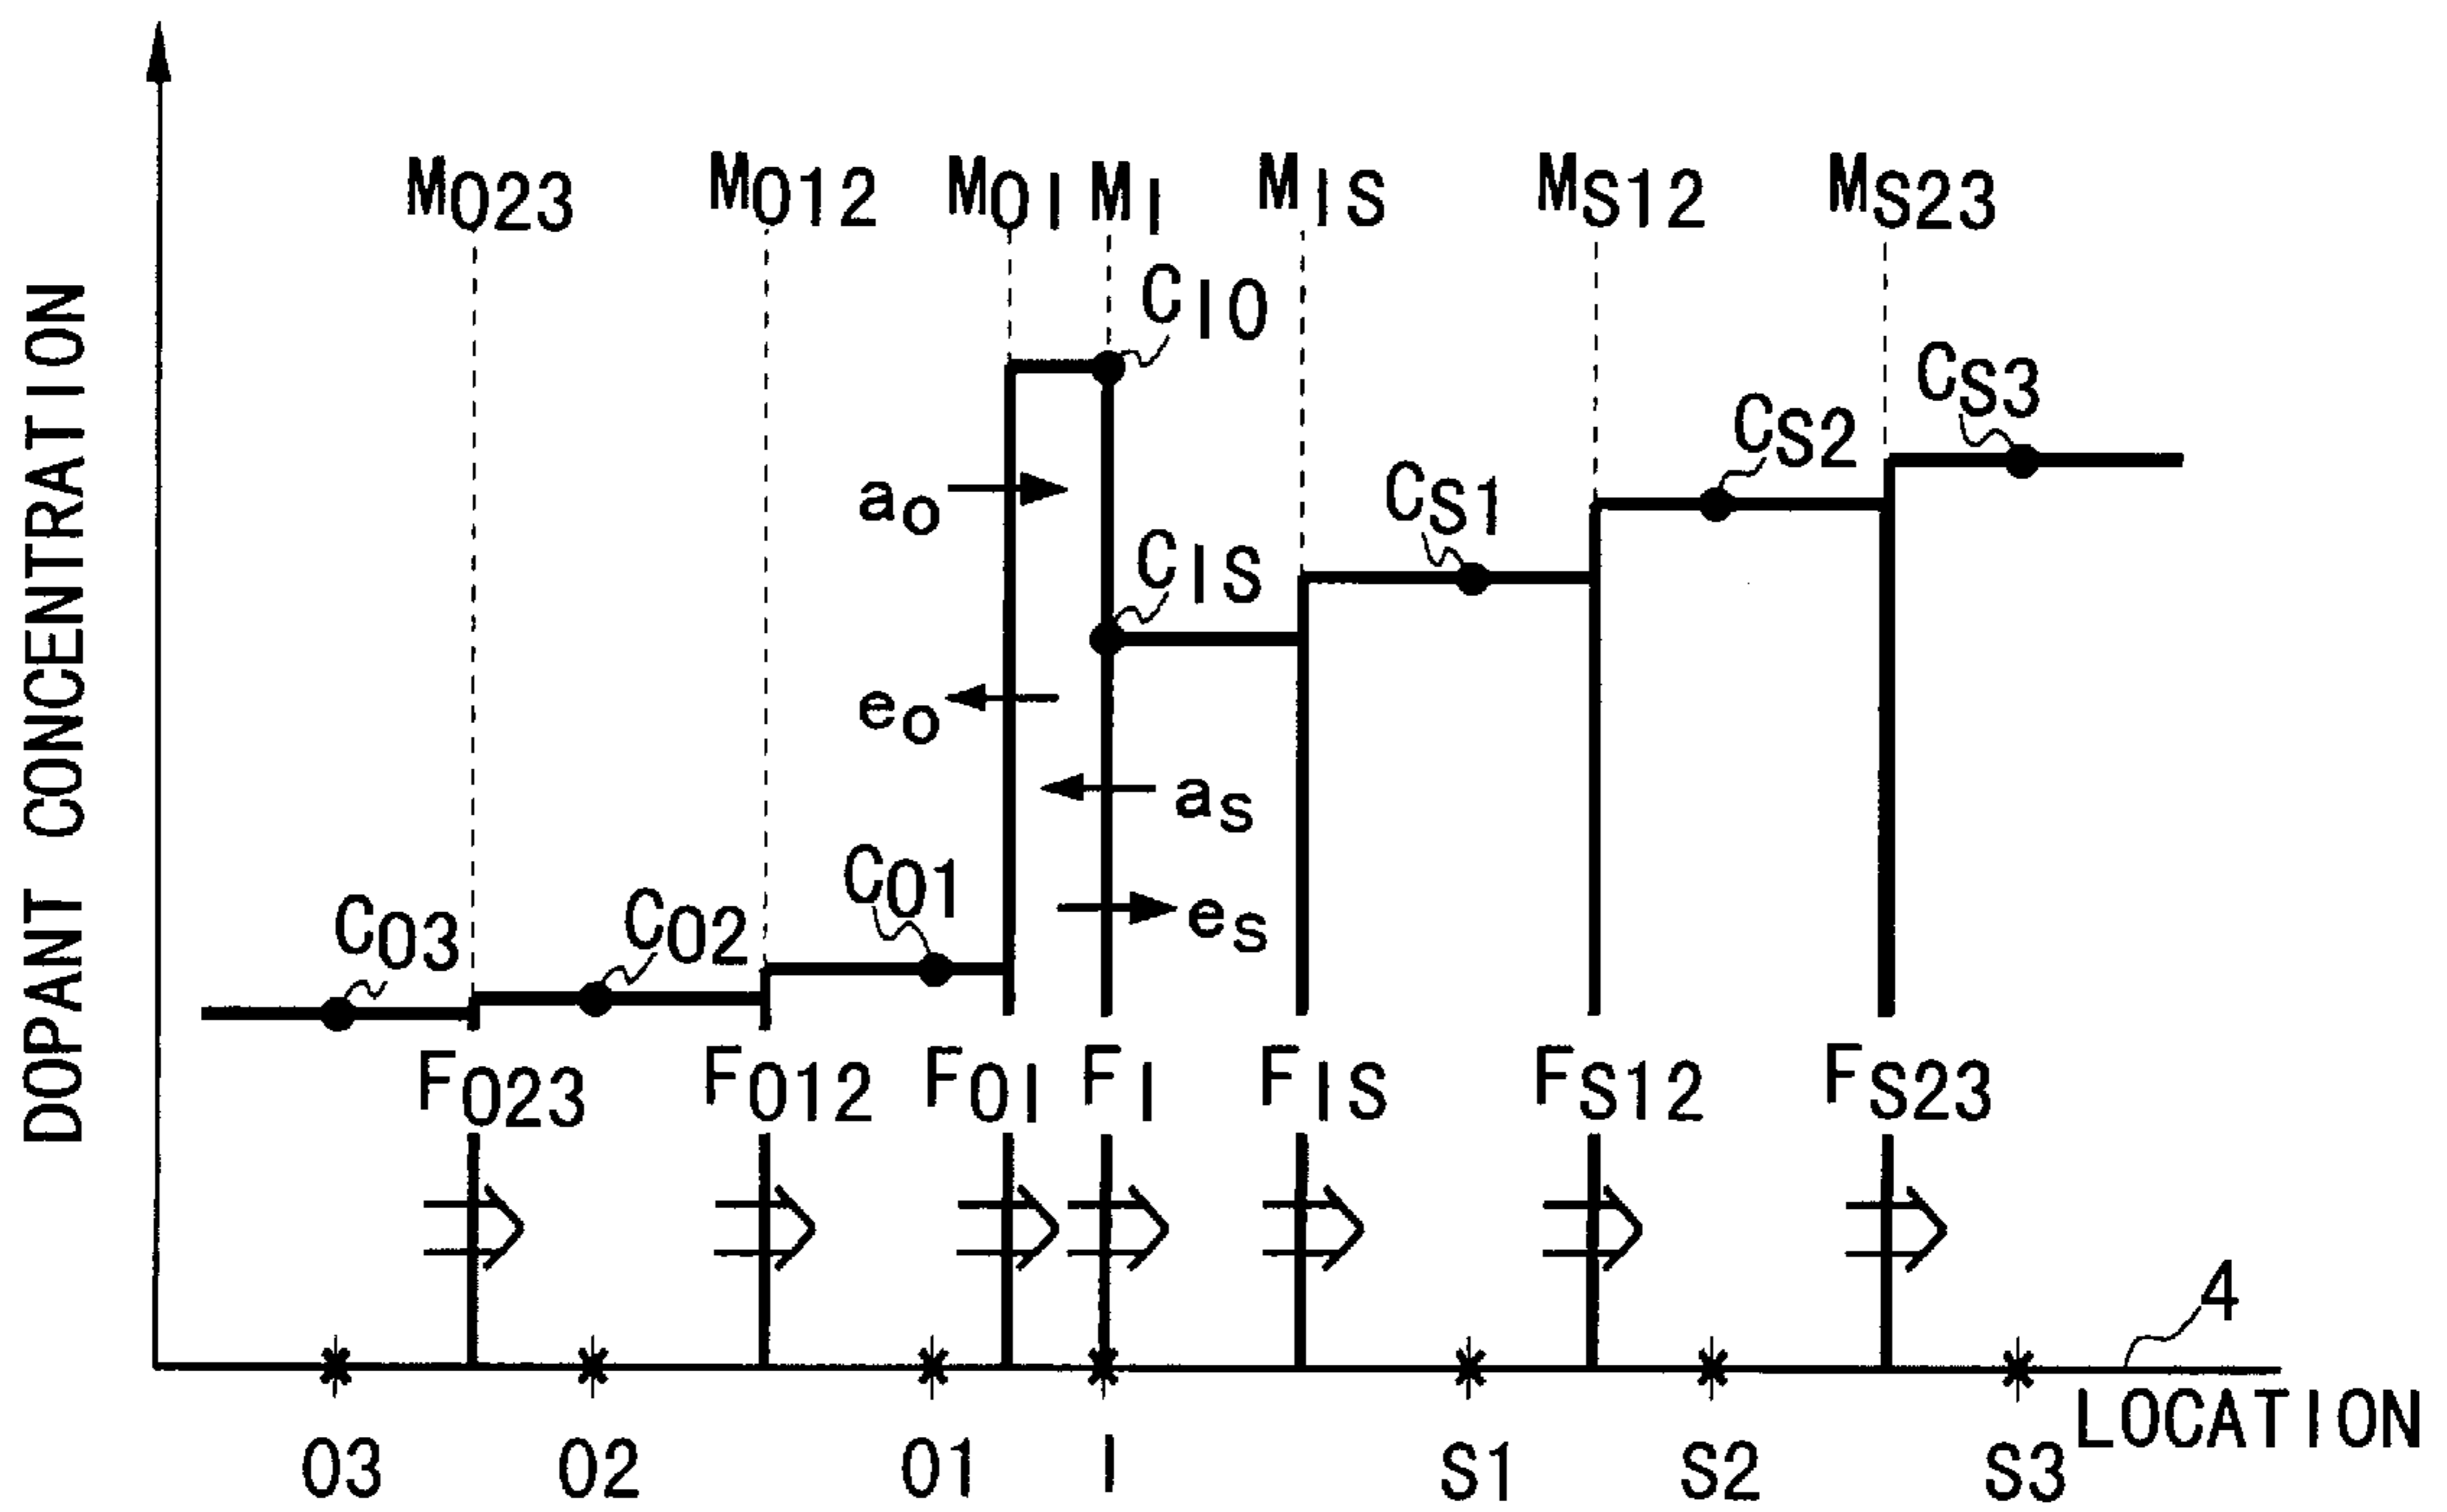 DOPANT CONCENTRATION
MO23 MO12 MOI MI MIS MS12 MS23
CIO
CS3
CS2
CS1
aO
CIS
eO
aS
CO1
CO3 CO2 eS
FO23 FO12 FOI FI FIS FS12 FS23
4
LOCATION
O3 O2 O1 I S1 S2 S3